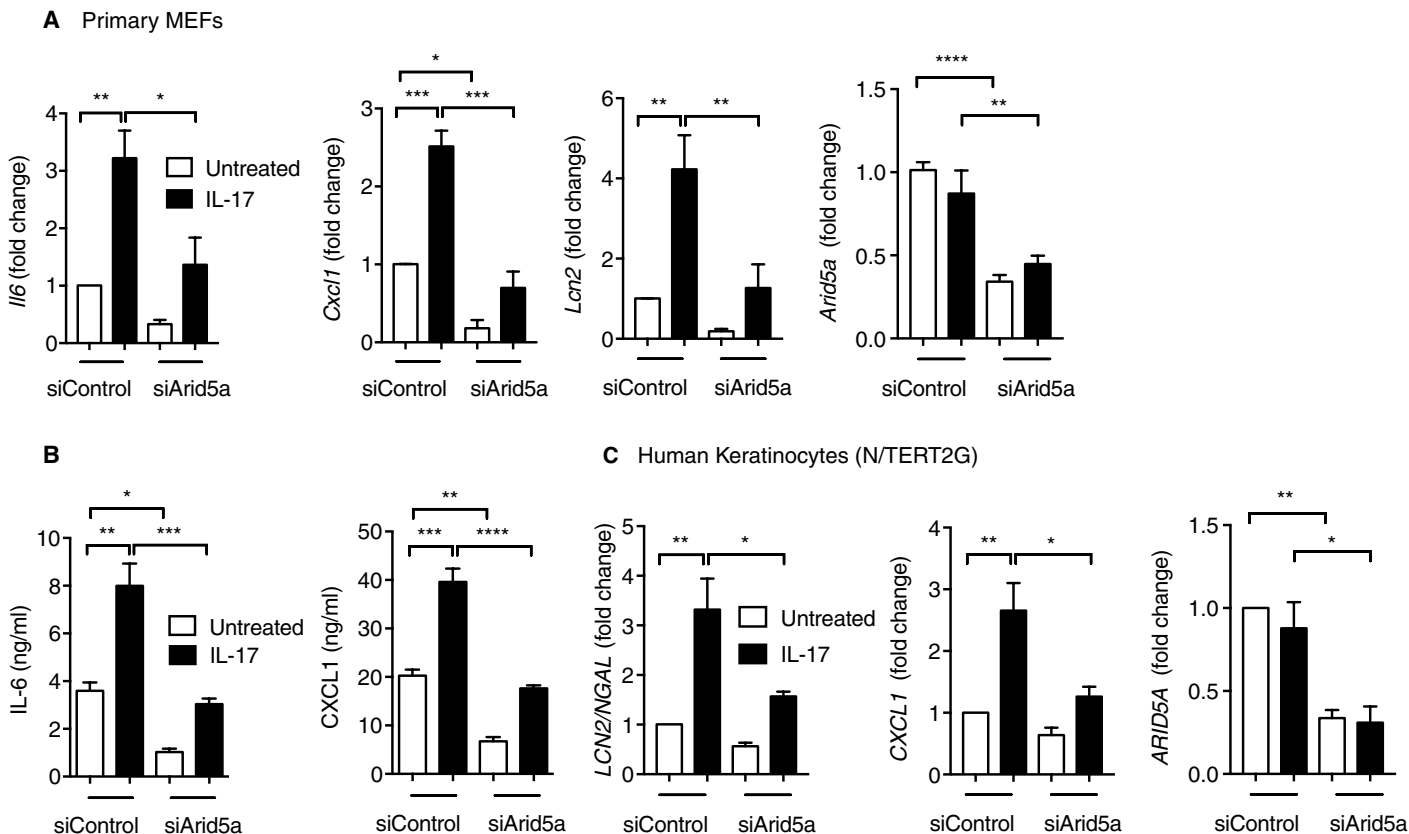 A Primary MEFs
Il6 (fold change)
4
3
2
1
0
**
*
Untreated
IL-17
siControl siArid5a
Cxcl1 (fold change)
3
2
1
0
*
***
***
siControl siArid5a
Lcn2 (fold change)
6
4
2
0
**
**
siControl siArid5a
Arid5a (fold change)
1.5
1.0
0.5
0.0
****
**
siControl siArid5a
B
IL-6 (ng/ml)
10
8
6
4
2
0
*
**
***
Untreated
IL-17
siControl siArid5a
CXCL1 (ng/ml)
50
40
30
20
10
0
**
***
****
siControl siArid5a
C Human Keratinocytes (N/TERT2G)
LCN2/NGAL (fold change)
5
4
3
2
1
0
**
*
Untreated
IL-17
siControl siArid5a
CXCL1 (fold change)
4
3
2
1
0
**
*
siControl siArid5a
ARID5A (fold change)
1.5
1.0
0.5
0.0
**
*
siControl siArid5a